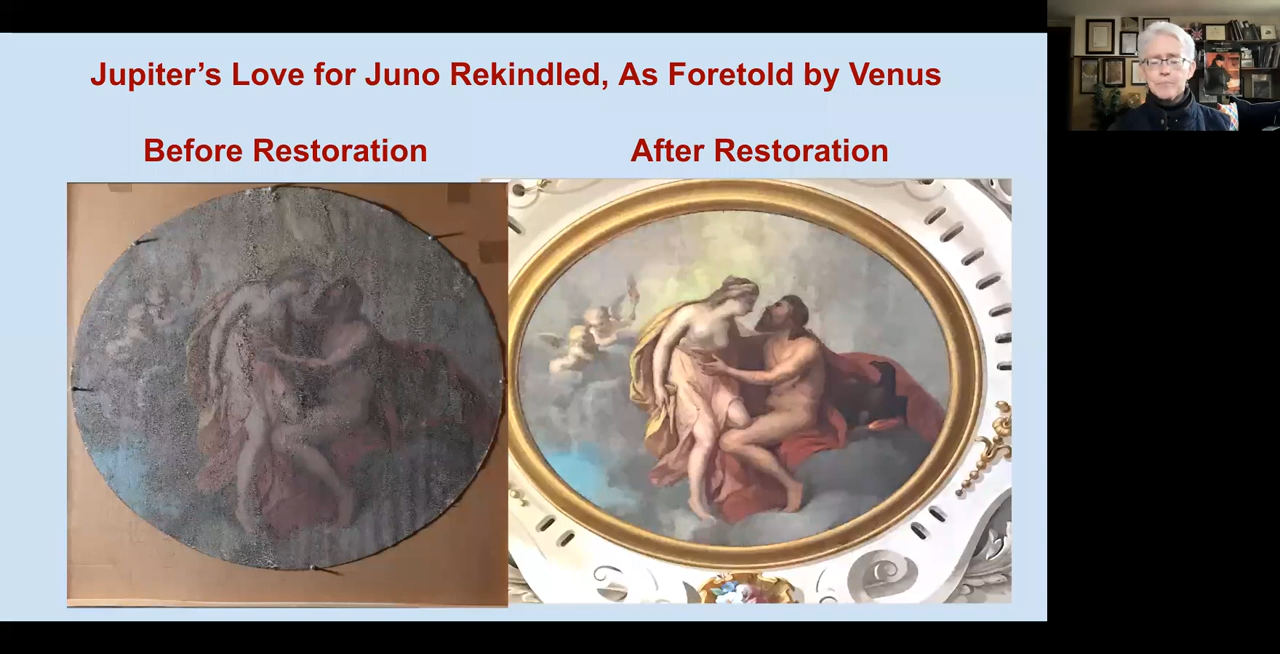 Jupiter’s Love for Juno Rekindled, As Foretold by Venus
Before Restoration
After Restoration